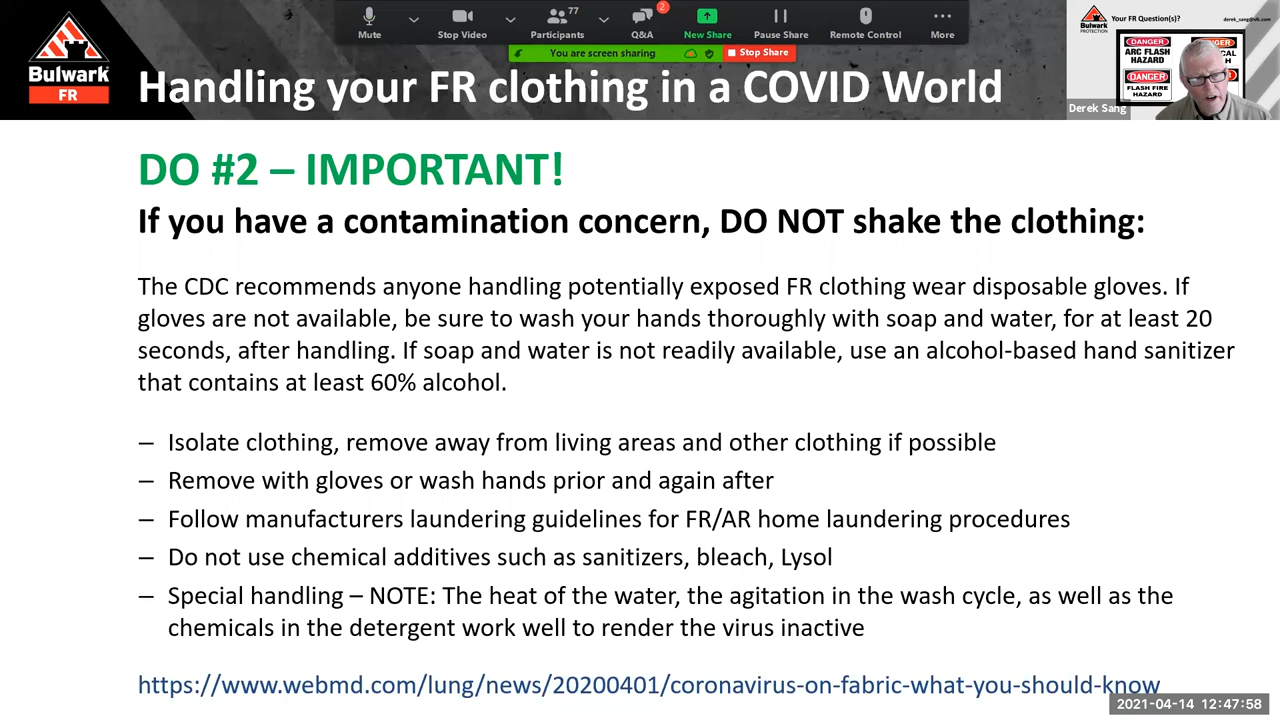 Mute
Stop Video
77
Participants
2
Q&A
New Share
Pause Share
Remote Control
More
You are screen sharing
Stop Share
Bulwark
FR
Handling your FR clothing in a COVID World
Bulwark
PROTECTION
Your FR Question(s)?
derek_sang@vfc.com
DANGER
ARC FLASH
HAZARD
DANGER
FLASH FIRE
HAZARD
Derek Sang
DO #2 – IMPORTANT!
If you have a contamination concern, DO NOT shake the clothing:
The CDC recommends anyone handling potentially exposed FR clothing wear disposable gloves. If
gloves are not available, be sure to wash your hands thoroughly with soap and water, for at least 20
seconds, after handling. If soap and water is not readily available, use an alcohol-based hand sanitizer
that contains at least 60% alcohol.
– Isolate clothing, remove away from living areas and other clothing if possible
– Remove with gloves or wash hands prior and again after
– Follow manufacturers laundering guidelines for FR/AR home laundering procedures
– Do not use chemical additives such as sanitizers, bleach, Lysol
– Special handling – NOTE: The heat of the water, the agitation in the wash cycle, as well as the
chemicals in the detergent work well to render the virus inactive
https://www.webmd.com/lung/news/20200401/coronavirus-on-fabric-what-you-should-know
2021-04-14 12:47:58